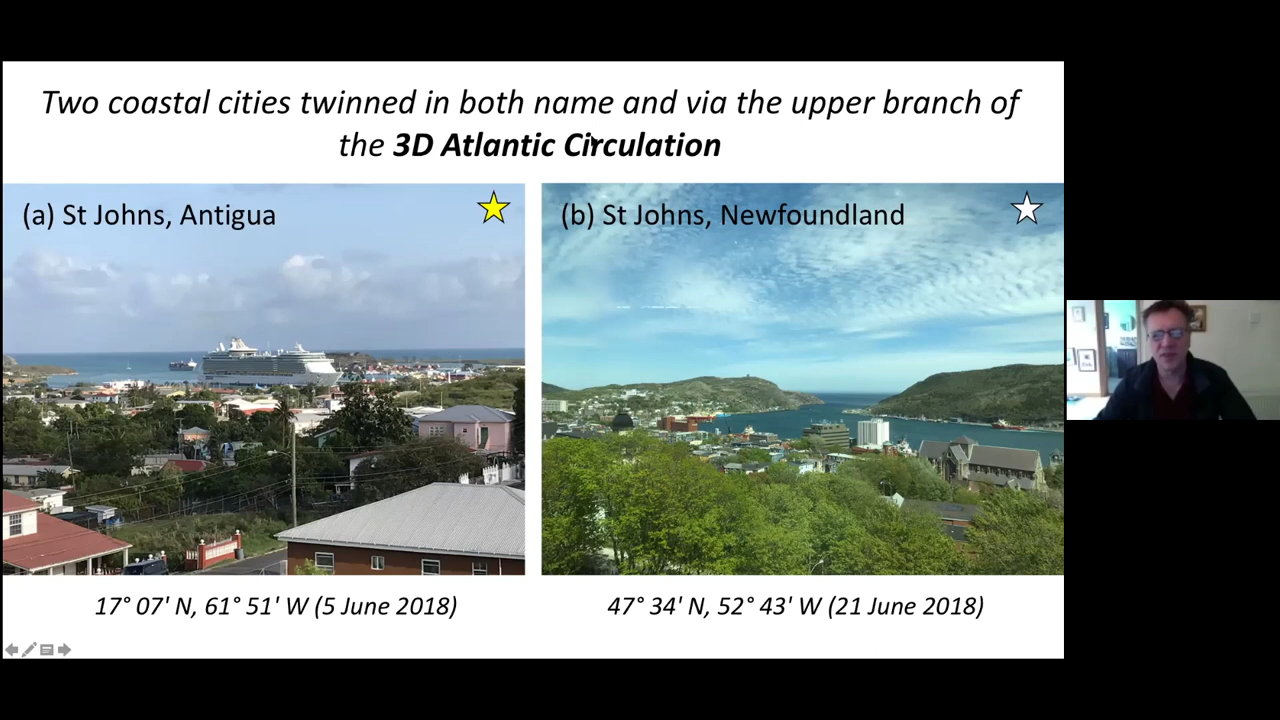 Two coastal cities twinned in both name and via the upper branch of
the 3D Atlantic Circulation
(a) St Johns, Antigua
(b) St Johns, Newfoundland
17° 07' N, 61° 51' W (5 June 2018)
47° 34' N, 52° 43' W (21 June 2018)